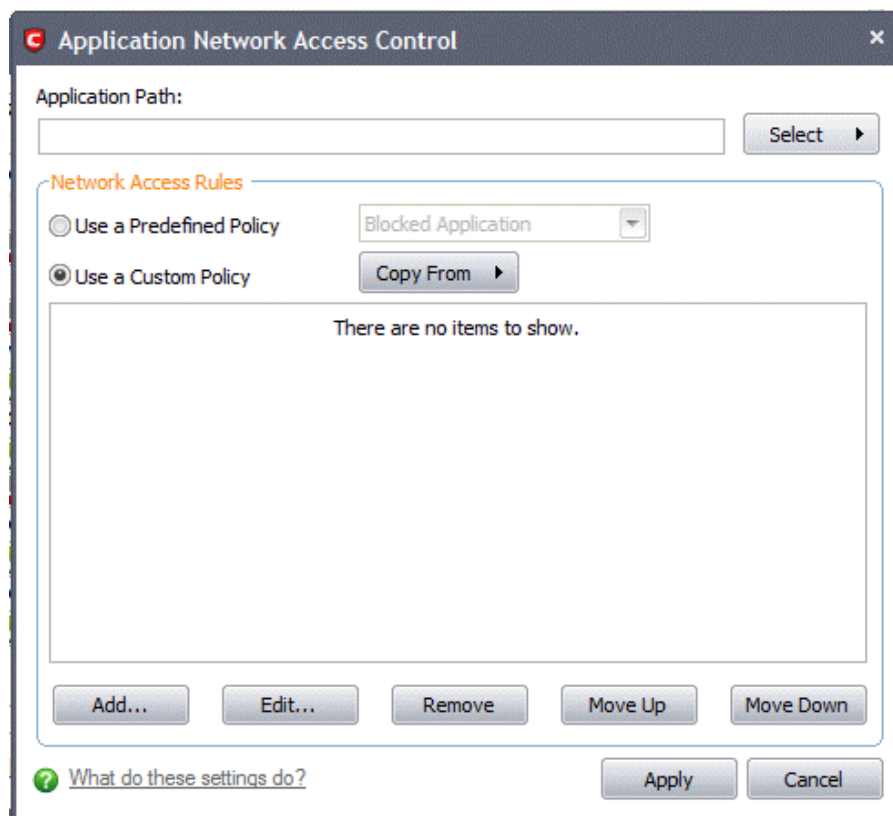 Application Network Access Control
Application Path:
Select
Network Access Rules
Use a Predefined Policy Blocked Application
Use a Custom Policy Copy From
There are no items to show.
Add... Edit... Remove Move Up Move Down
What do these settings do? Apply Cancel